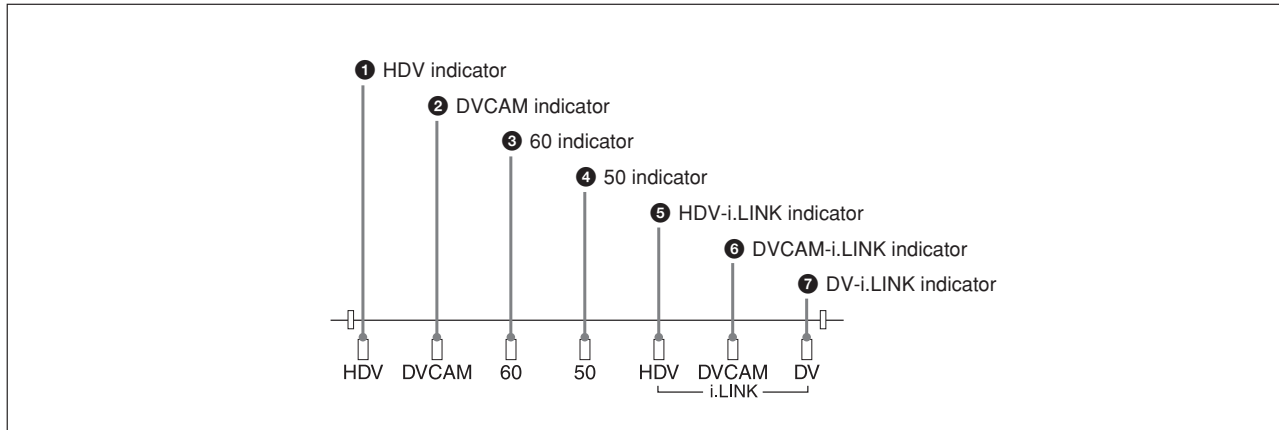 1 HDV indicator
2 DVCAM indicator
3 60 indicator
4 50 indicator
5 HDV-i.LINK indicator
6 DVCAM-i.LINK indicator
7 DV-i.LINK indicator
HDV DVCAM 60 50 HDV DVCAM DV
i.LINK